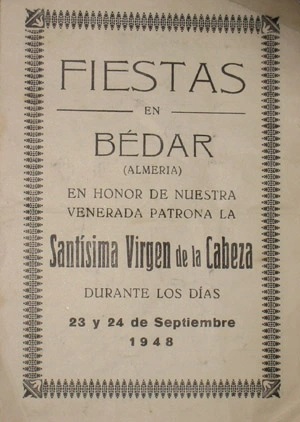 FIESTAS
EN
BÉDAR
(ALMERIA)
EN HONOR DE NUESTRA
VENERADA PATRONA LA
Santísima Virgen de la Cabeza
DURANTE LOS DÍAS
23 y 24 de Septiembre
1948